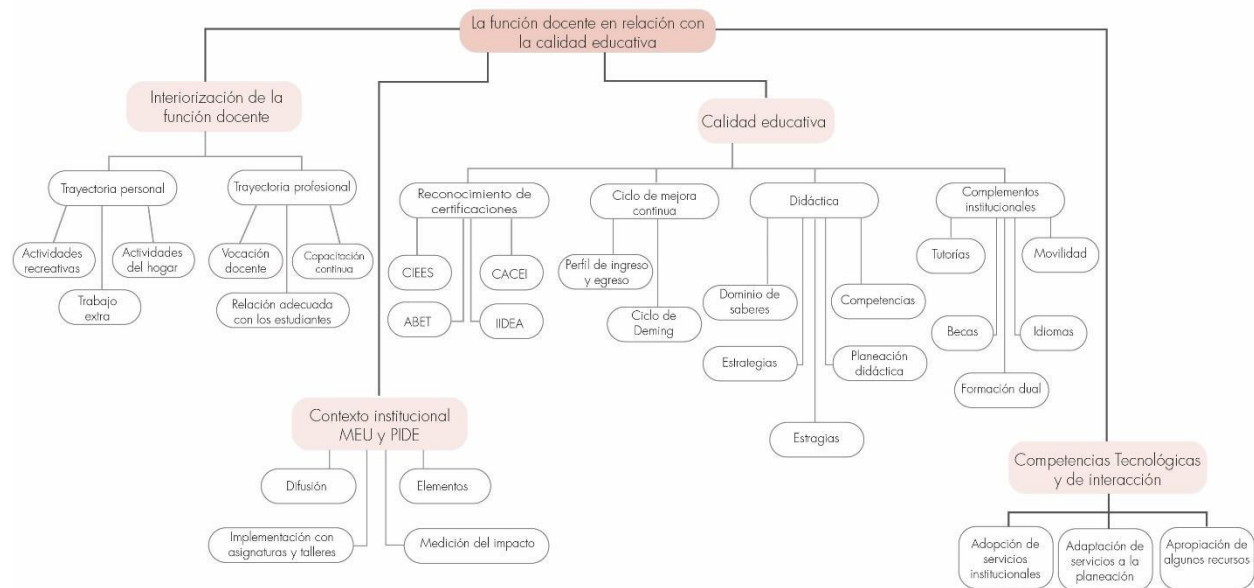 La función docente en relación con
la calidad educativa
Interiorización de la
función docente
Trayectoria personal
Trayectoria profesional
Actividades
recreativas
Actividades
del hogar
Trabajo
extra
Vocación
docente
Capacitación
continua
Relación adecuada
con los estudiantes
Contexto institucional
MEU y PIDE
Difusión
Elementos
Implementación con
asignaturas y talleres
Medición del impacto
Calidad educativa
Reconocimiento de
certificaciones
CIEES
CACEI
ABET
IIDEA
Ciclo de mejora
continua
Perfil de ingreso
y egreso
Ciclo de
Deming
Didáctica
Dominio de
saberes
Competencias
Estrategias
Planeación
didáctica
Estragias
Complementos
institucionales
Tutorías
Movilidad
Becas
Idiomas
Formación dual
Competencias Tecnológicas
y de interacción
Adopción de
servicios
institucionales
Adaptación de
servicios a la
planeación
Apropiación de
algunos recursos